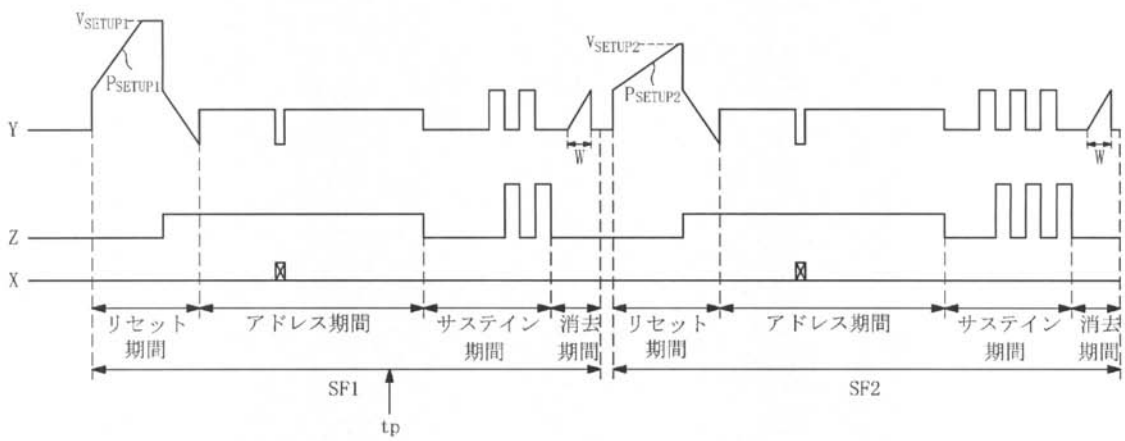 VSETUP1
VSETUP2
PSETUP1
PSETUP2
Y
W
W
Z
X
リセット期間
アドレス期間
サステイン期間
消去期間
リセット期間
アドレス期間
サステイン期間
消去期間
SF1
SF2
tp